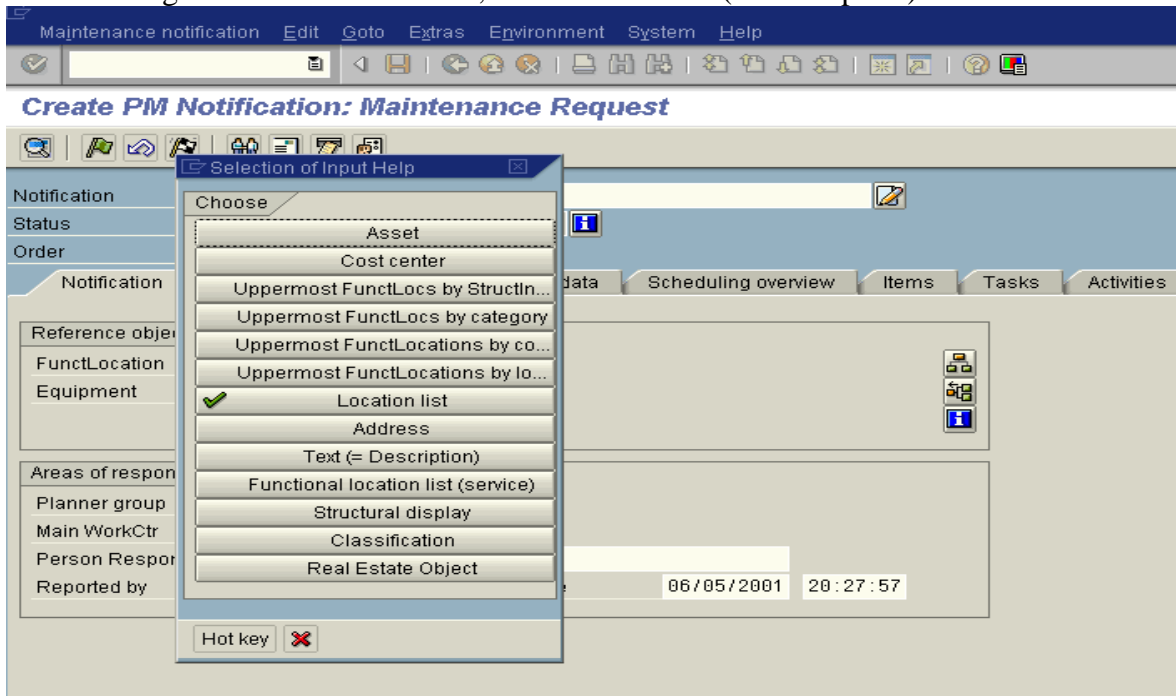 Maintenance notification Edit Goto Extras Environment System Help
Create PM Notification: Maintenance Request
Selection of Input Help
Notification
Choose
Status
Asset
Order
Cost center
Notification
Uppermost FunctLocs by StructIn...
data
Scheduling overview
Items
Tasks
Activities
Uppermost FunctLocs by category
Reference obje
Uppermost FunctLocations by co...
FunctLocation
Uppermost FunctLocations by lo...
Equipment
Location list
Address
Text (= Description)
Areas of respon
Functional location list (service)
Planner group
Structural display
Main WorkCtr
Classification
Person Respon
Real Estate Object
Reported by
06/05/2001 20:27:57
Hot key